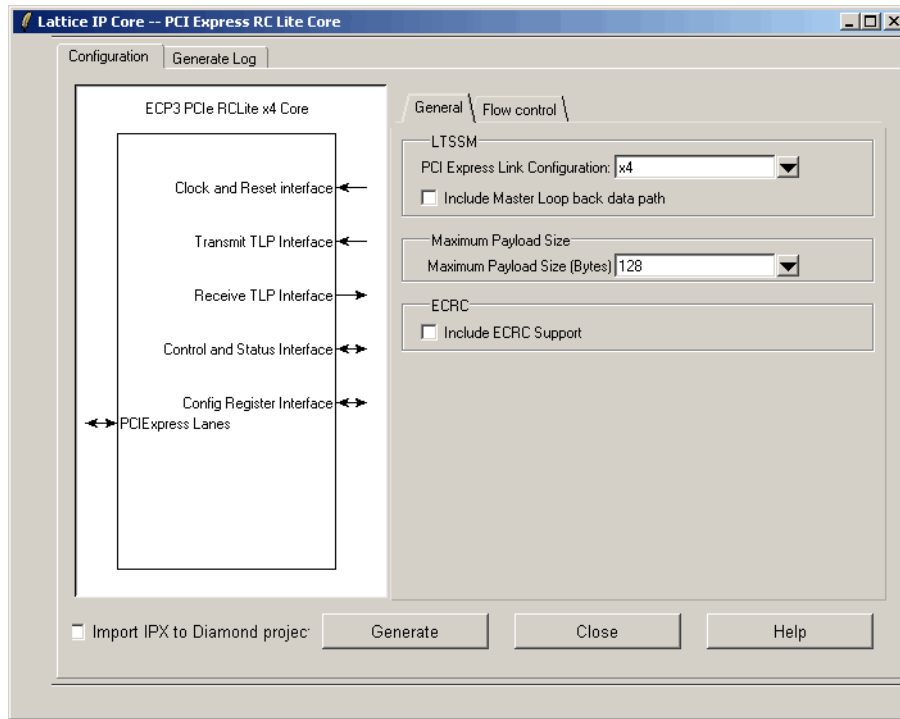 Lattice IP Core -- PCI Express RC Lite Core
Configuration
Generate Log
ECP3 PCIe RCLite x4 Core
Clock and Reset interface
Transmit TLP Interface
Receive TLP Interface
Control and Status Interface
Config Register Interface
PCIExpress Lanes
General
Flow control
LTSSM
PCI Express Link Configuration: x4
Include Master Loop back data path
Maximum Payload Size
Maximum Payload Size (Bytes) 128
ECRC
Include ECRC Support
Import IPX to Diamond projec
Generate
Close
Help